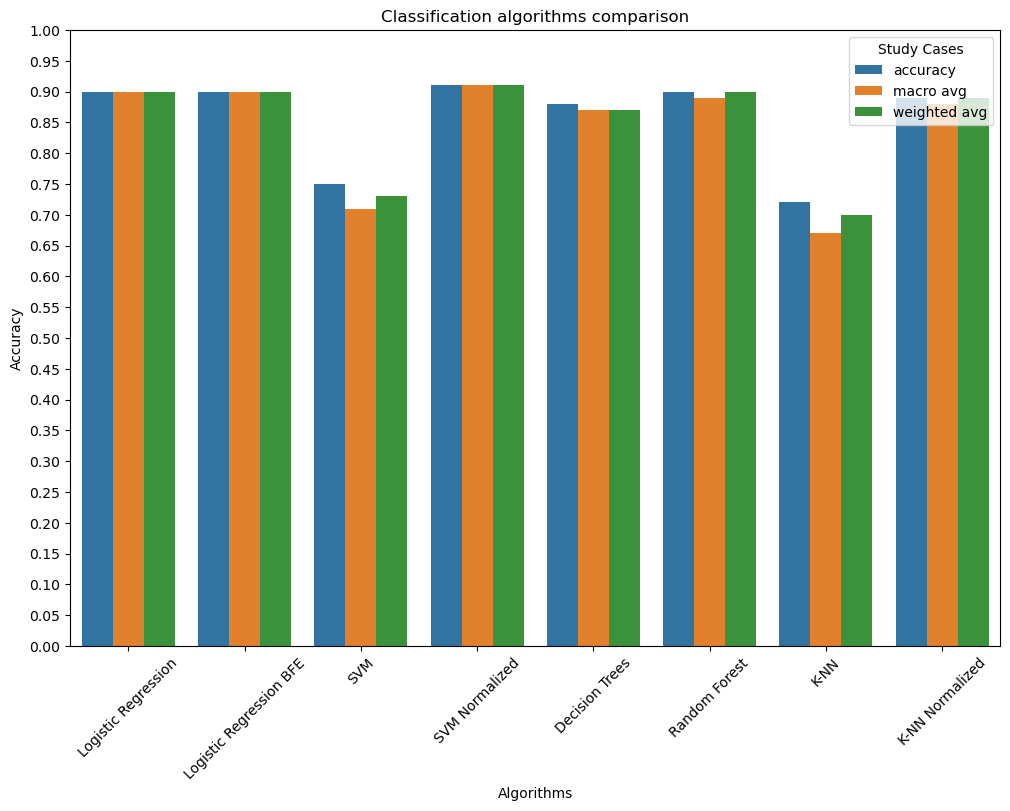 Classification algorithms comparison
1.00
0.95
0.90
0.85
0.80
0.75
0.70
0.65
0.60
0.55
0.50
0.45
0.40
0.35
0.30
0.25
0.20
0.15
0.10
0.05
0.00
Accuracy
Study Cases
accuracy
macro avg
weighted avg
Logistic Regression
Logistic Regression BFE
SVM
SVM Normalized
Decision Trees
Random Forest
K-NN
K-NN Normalized
Algorithms